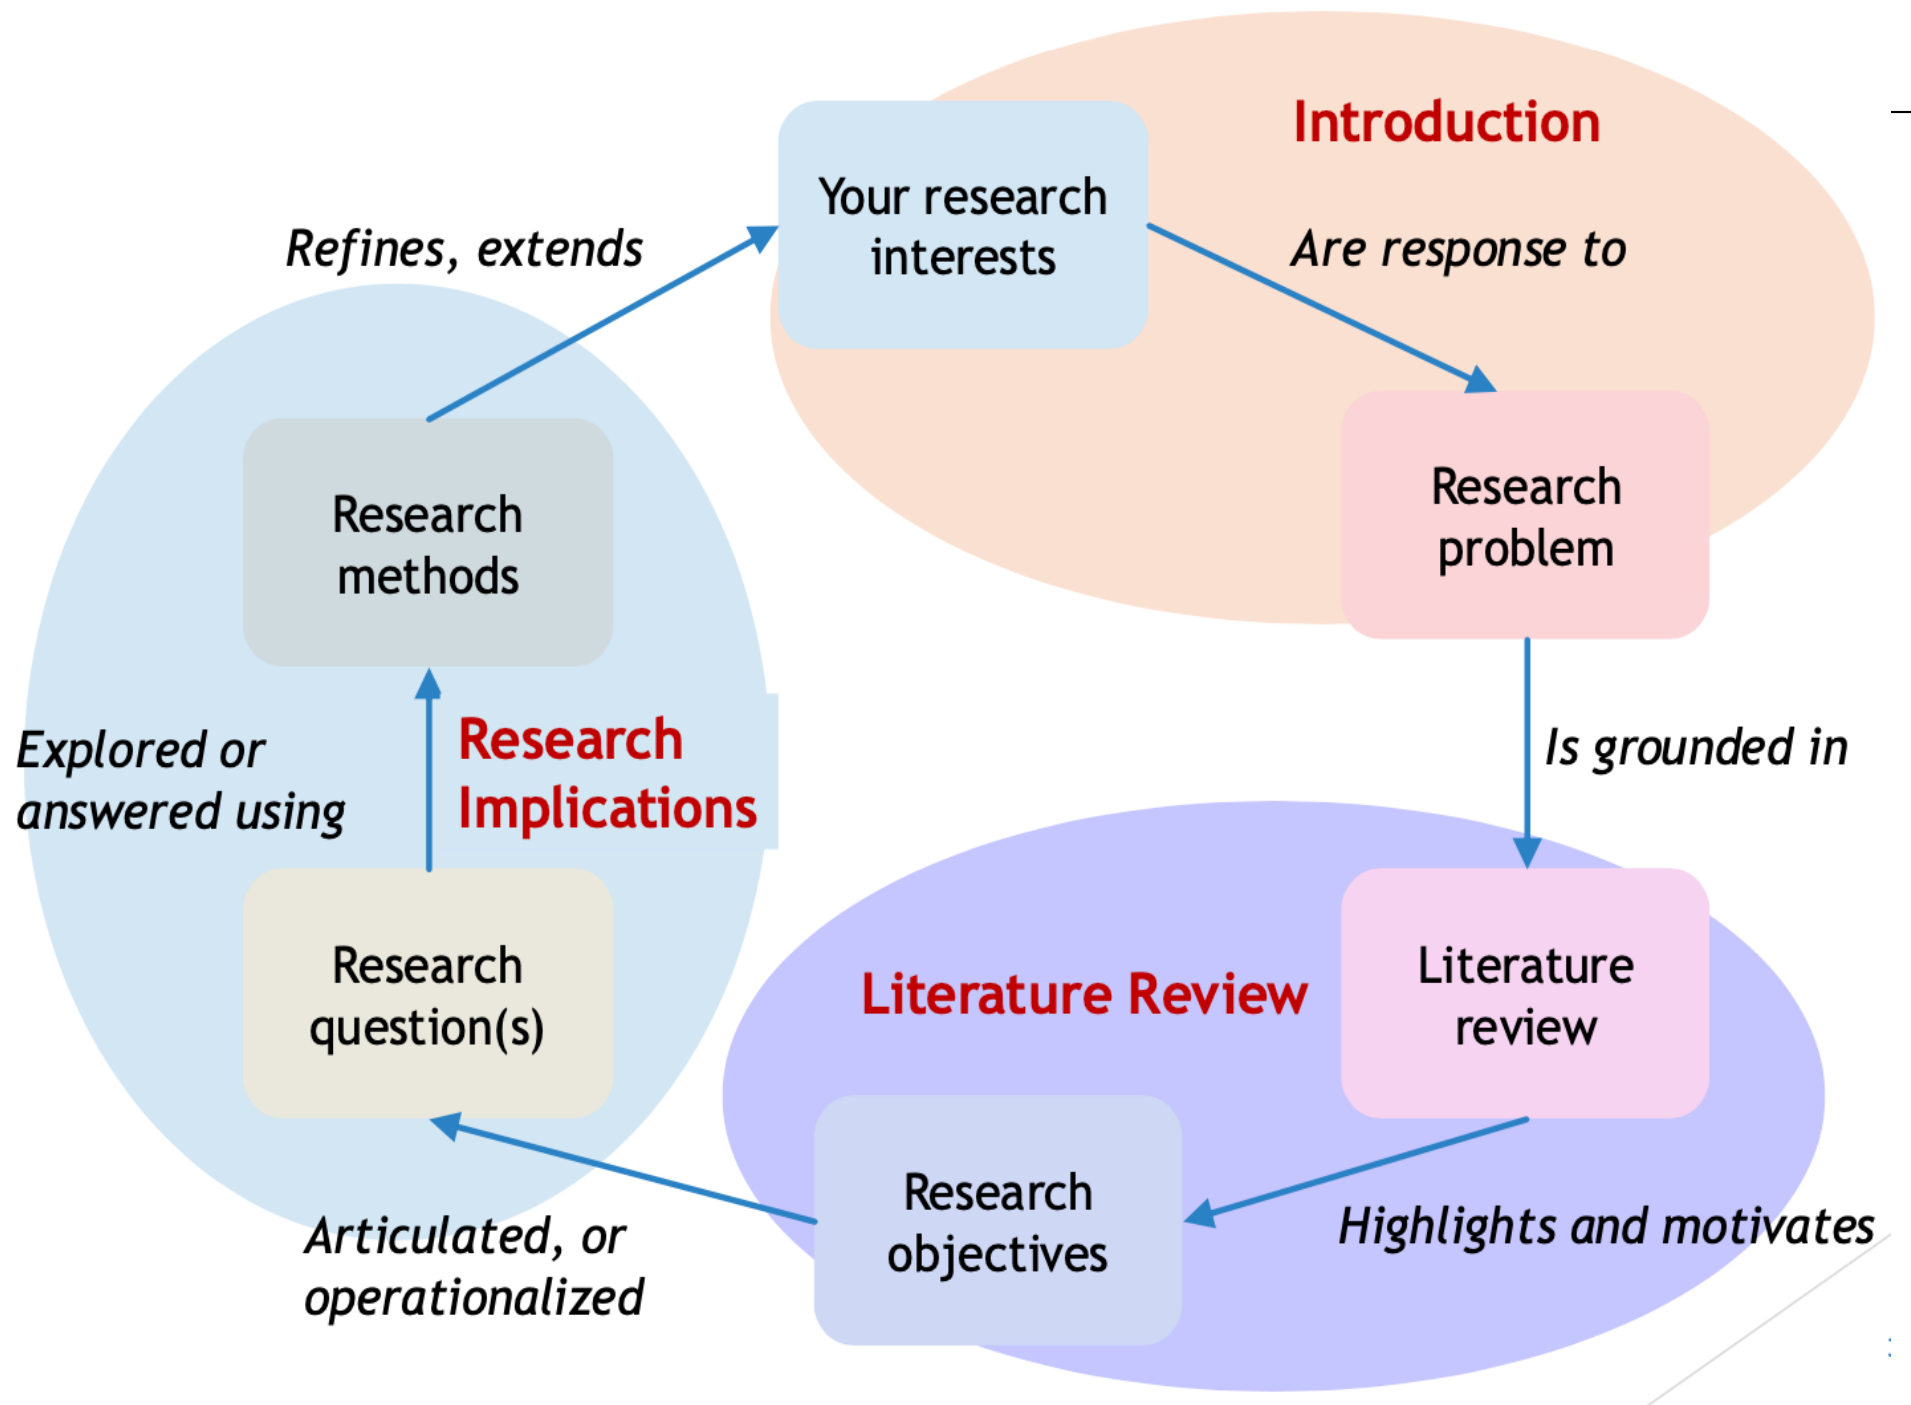 Introduction
Your research
interests
Refines, extends
Are response to
Research
methods
Research
problem
Explored or
answered using
Research
Implications
Is grounded in
Research
question(s)
Literature Review
Literature
review
Research
objectives
Highlights and motivates
Articulated, or
operationalized